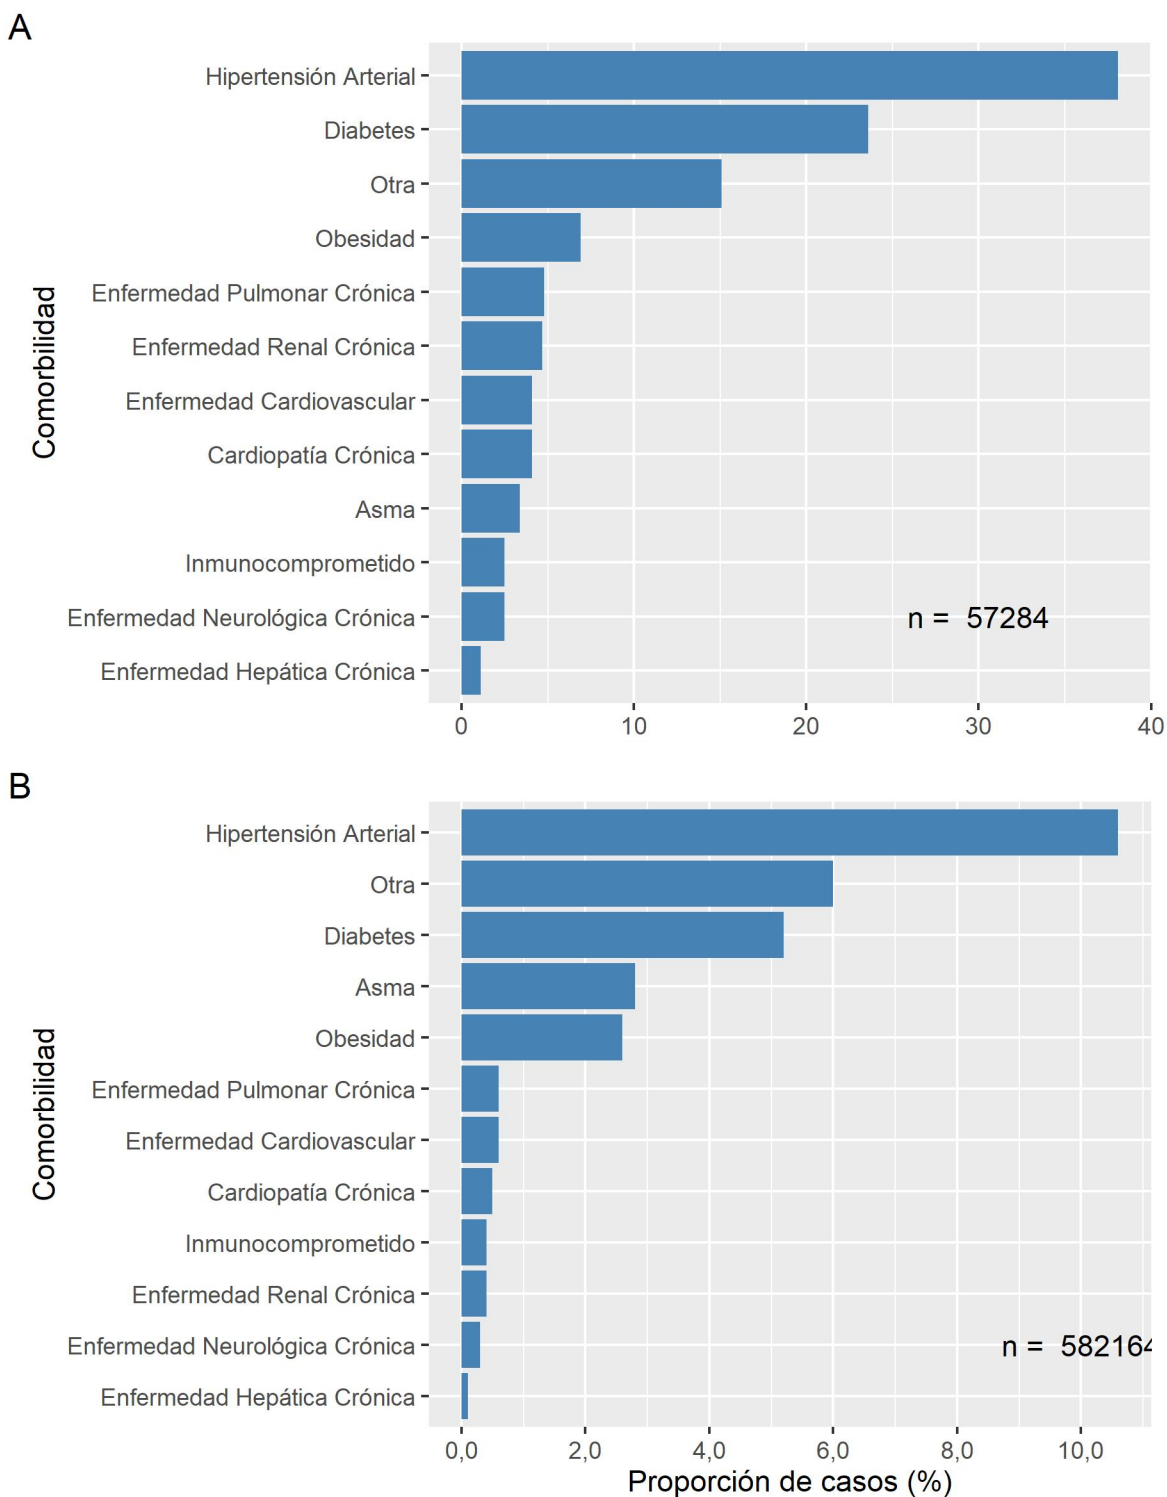 A
Hipertensión Arterial
Diabetes
Otra
Obesidad
Enfermedad Pulmonar Crónica
Enfermedad Renal Crónica
Enfermedad Cardiovascular
Cardiopatía Crónica
Asma
Inmunocomprometido
Enfermedad Neurológica Crónica
Enfermedad Hepática Crónica
Comorbilidad
n = 57284
0 10 20 30 40
B
Hipertensión Arterial
Otra
Diabetes
Asma
Obesidad
Enfermedad Pulmonar Crónica
Enfermedad Cardiovascular
Cardiopatía Crónica
Inmunocomprometido
Enfermedad Renal Crónica
Enfermedad Neurológica Crónica
Enfermedad Hepática Crónica
Comorbilidad
n = 582164
0,0 2,0 4,0 6,0 8,0 10,0
Proporción de casos (%)